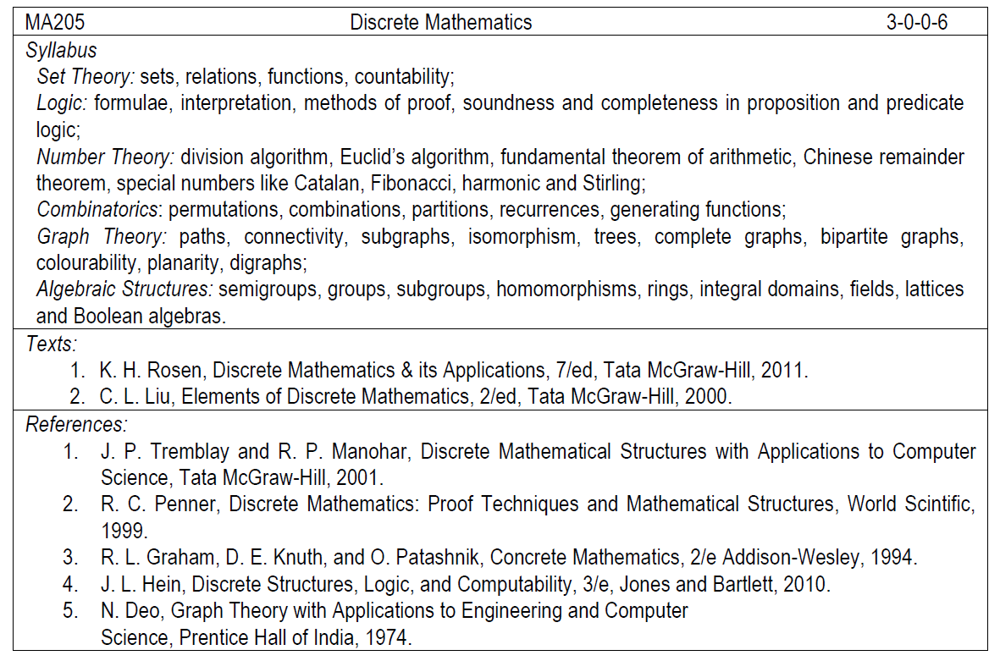 MA205 Discrete Mathematics 3-0-0-6
Syllabus
Set Theory: sets, relations, functions, countability;
Logic: formulae, interpretation, methods of proof, soundness and completeness in proposition and predicate
logic;
Number Theory: division algorithm, Euclid’s algorithm, fundamental theorem of arithmetic, Chinese remainder
theorem, special numbers like Catalan, Fibonacci, harmonic and Stirling;
Combinatorics: permutations, combinations, partitions, recurrences, generating functions;
Graph Theory: paths, connectivity, subgraphs, isomorphism, trees, complete graphs, bipartite graphs,
colourability, planarity, digraphs;
Algebraic Structures: semigroups, groups, subgroups, homomorphisms, rings, integral domains, fields, lattices
and Boolean algebras.
Texts:
1. K. H. Rosen, Discrete Mathematics & its Applications, 7/ed, Tata McGraw-Hill, 2011.
2. C. L. Liu, Elements of Discrete Mathematics, 2/ed, Tata McGraw-Hill, 2000.
References:
1. J. P. Tremblay and R. P. Manohar, Discrete Mathematical Structures with Applications to Computer
Science, Tata McGraw-Hill, 2001.
2. R. C. Penner, Discrete Mathematics: Proof Techniques and Mathematical Structures, World Scintific,
1999.
3. R. L. Graham, D. E. Knuth, and O. Patashnik, Concrete Mathematics, 2/e Addison-Wesley, 1994.
4. J. L. Hein, Discrete Structures, Logic, and Computability, 3/e, Jones and Bartlett, 2010.
5. N. Deo, Graph Theory with Applications to Engineering and Computer
Science, Prentice Hall of India, 1974.